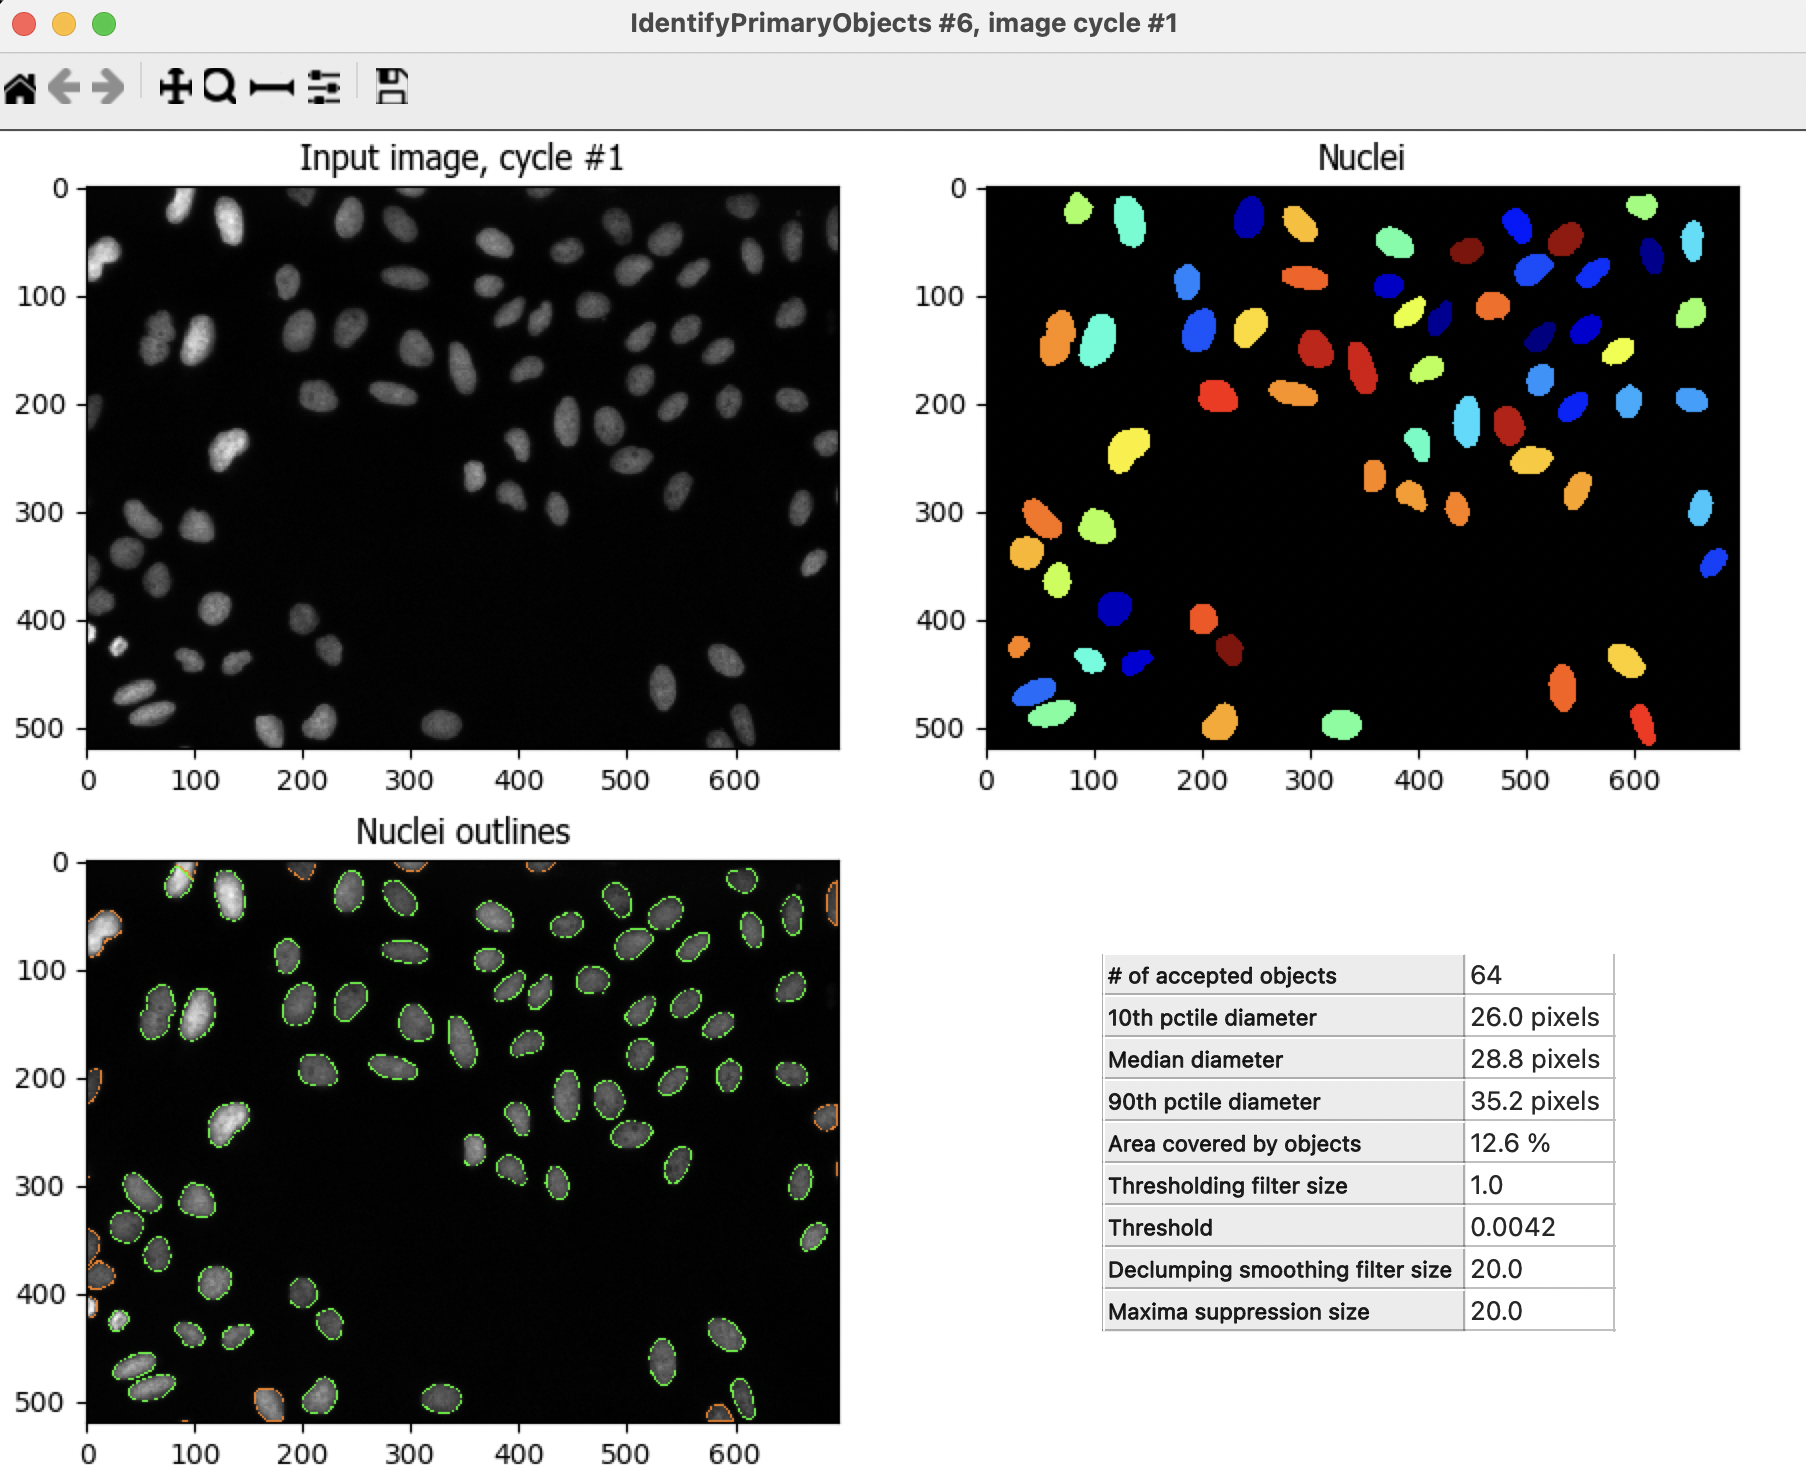 IdentifyPrimaryObjects #6, image cycle #1
Input image, cycle #1
0
100
200
300
400
500
0 100 200 300 400 500 600
Nuclei
0
100
200
300
400
500
0 100 200 300 400 500 600
Nuclei outlines
0
100
200
300
400
500
0 100 200 300 400 500 600
# of accepted objects 64
10th pctile diameter 26.0 pixels
Median diameter 28.8 pixels
90th pctile diameter 35.2 pixels
Area covered by objects 12.6 %
Thresholding filter size 1.0
Threshold 0.0042
Declumping smoothing filter size 20.0
Maxima suppression size 20.0